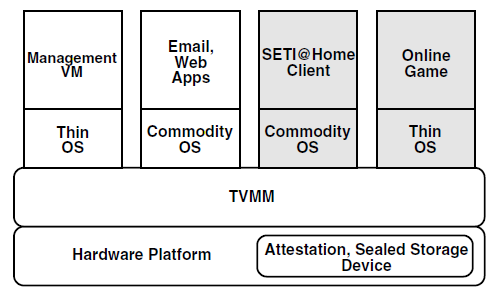 Management
VM
Email,
Web
Apps
SETI@Home
Client
Online
Game
Thin
OS
Commodity
OS
Commodity
OS
Thin
OS
TVMM
Hardware Platform
Attestation, Sealed Storage
Device